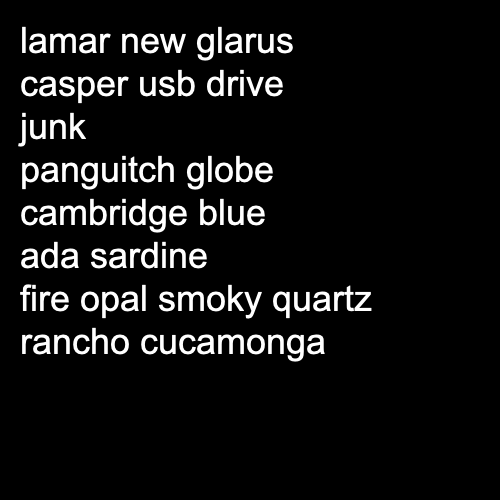 lamar new glarus
casper usb drive
junk
panguitch globe
cambridge blue
ada sardine
fire opal smoky quartz
rancho cucamonga